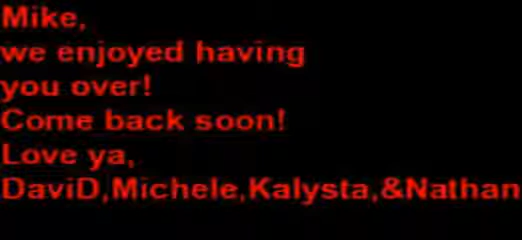 Mike,
we enjoyed having
you over!
Come back soon!
Love ya,
DaviD,Michele,Kalysta,&Nathan